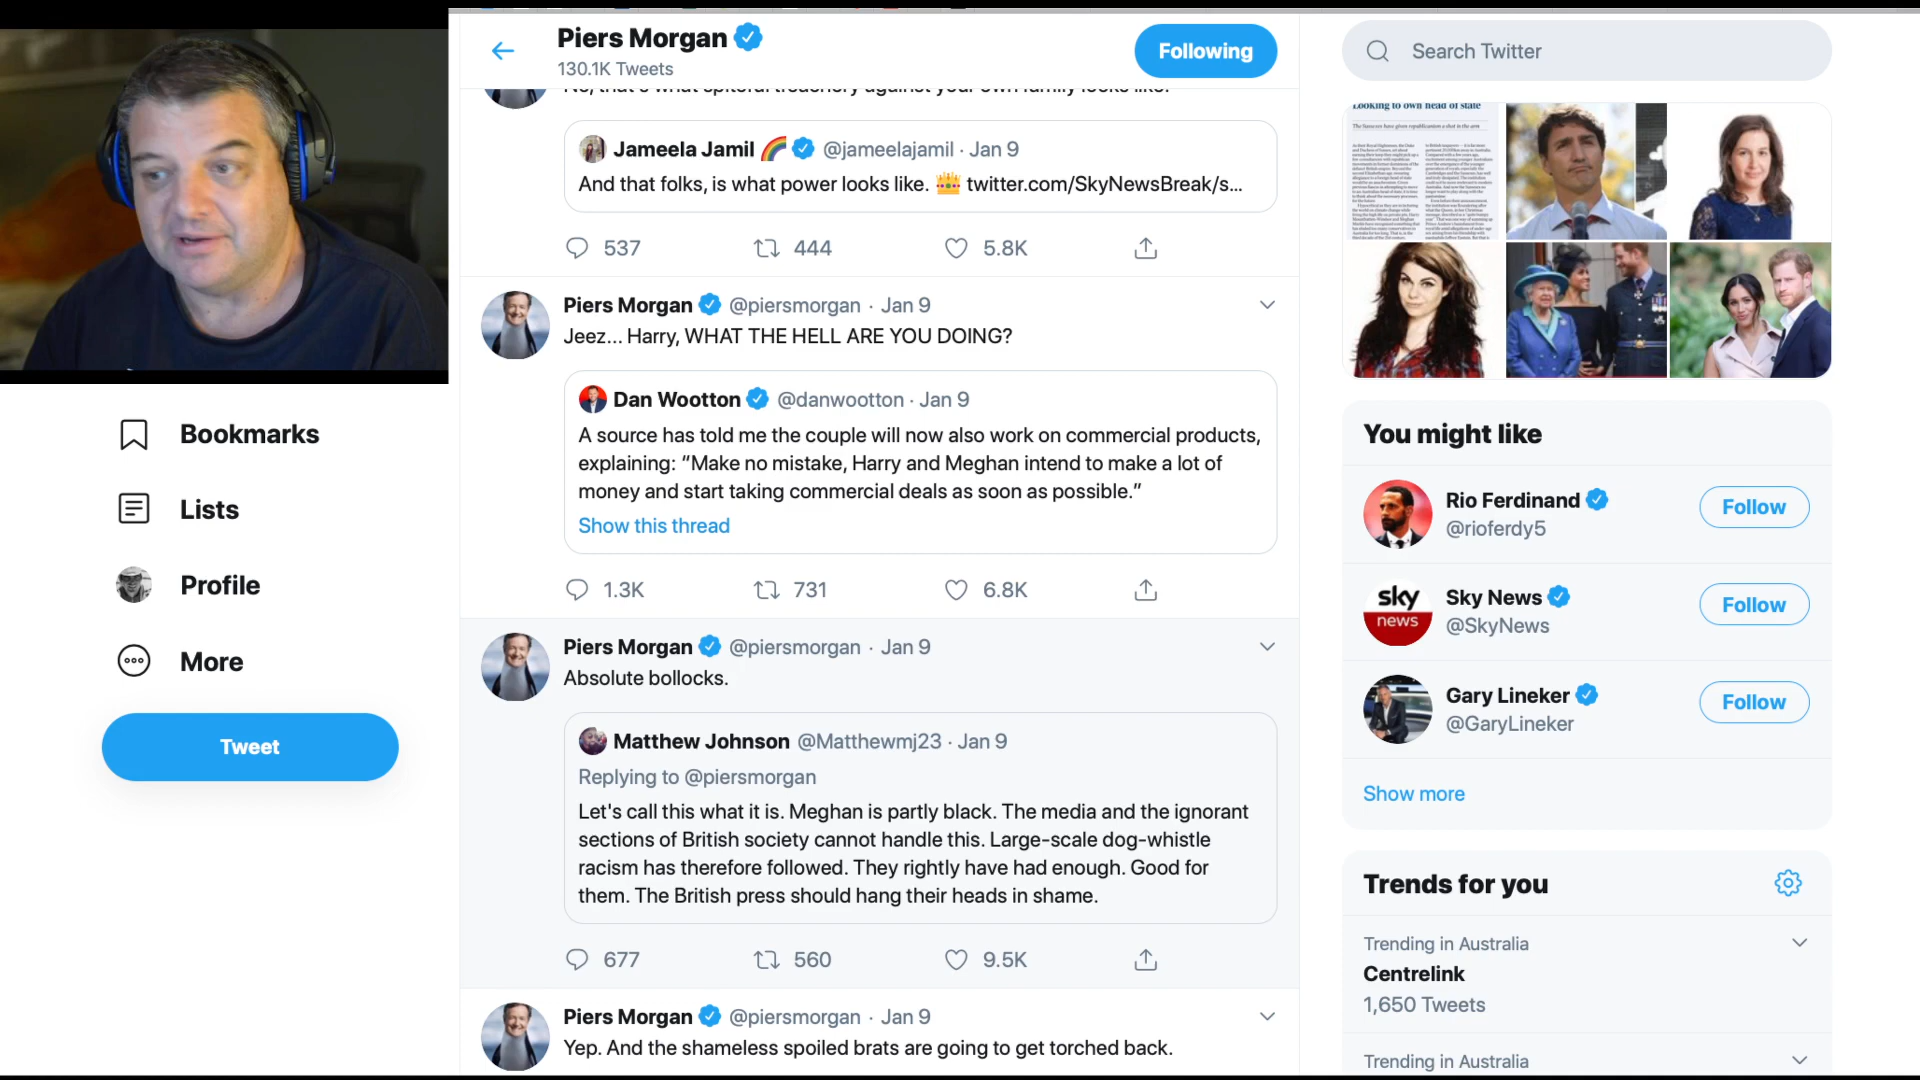 Piers Morgan
130.1K Tweets
Following
Search Twitter
No, that's what spiteful treachery against your own family looks like.
Jameela Jamil 🌈 @jameelajamil · Jan 9
And that folks, is what power looks like. 👑 twitter.com/SkyNewsBreak/s...
537 444 5.8K
Piers Morgan @piersmorgan · Jan 9
Jeez... Harry, WHAT THE HELL ARE YOU DOING?
Dan Wootton @danwootton · Jan 9
A source has told me the couple will now also work on commercial products,
explaining: “Make no mistake, Harry and Meghan intend to make a lot of
money and start taking commercial deals as soon as possible.”
Show this thread
1.3K 731 6.8K
Piers Morgan @piersmorgan · Jan 9
Absolute bollocks.
Matthew Johnson @Matthewmj23 · Jan 9
Replying to @piersmorgan
Let's call this what it is. Meghan is partly black. The media and the ignorant
sections of British society cannot handle this. Large-scale dog-whistle
racism has therefore followed. They rightly have had enough. Good for
them. The British press should hang their heads in shame.
677 560 9.5K
Piers Morgan @piersmorgan · Jan 9
Yep. And the shameless spoiled brats are going to get torched back.
Bookmarks
Lists
Profile
More
Tweet
Looking to own head of state
The Sussexes have given republicanism a shot in the arm
You might like
Rio Ferdinand
@rioferdy5
Follow
sky
news
Sky News
@SkyNews
Follow
Gary Lineker
@GaryLineker
Follow
Show more
Trends for you
Trending in Australia
Centrelink
1,650 Tweets
Trending in Australia